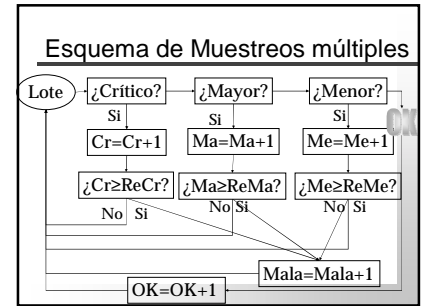 Esquema de Muestreos múltiples
Lote ¿Crítico? ¿Mayor? ¿Menor?
Si Si Si
OK
Cr=Cr+1 Ma=Ma+1 Me=Me+1
¿Cr≥ReCr? ¿Ma≥ReMa? ¿Me≥ReMe?
No Si No Si No Si
Mala=Mala+1
OK=OK+1